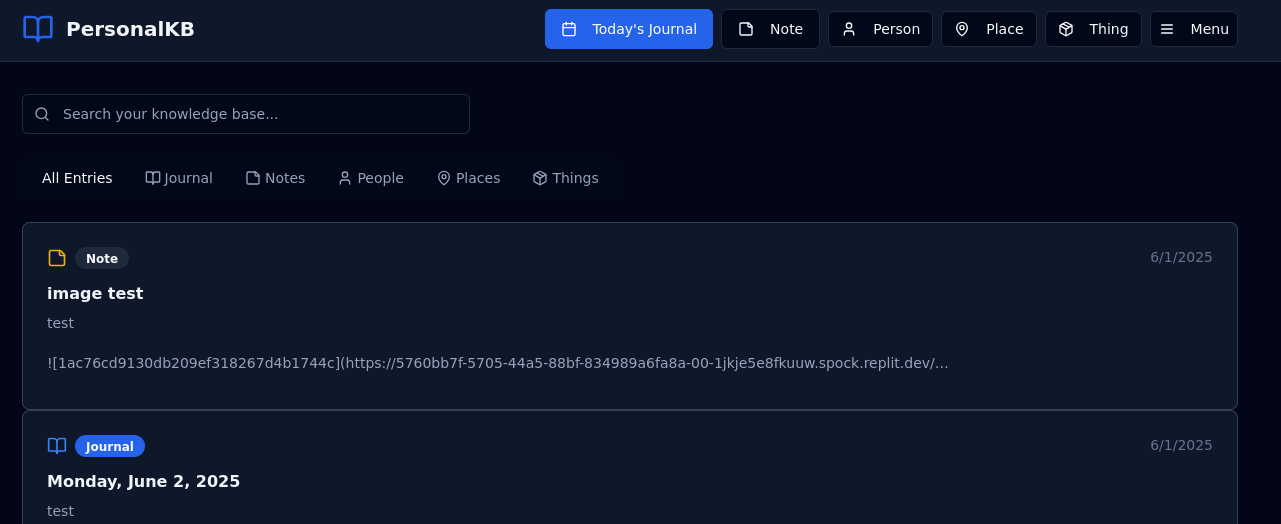 PersonalKB
Today's Journal
Note
Person
Place
Thing
Menu
Search your knowledge base...
All Entries
Journal
Notes
People
Places
Things
Note
6/1/2025
image test
test
![1ac76cd9130db209ef318267d4b1744c](https://5760bb7f-5705-44a5-88bf-834989a6fa8a-00-1jkje5e8fkuuw.spock.replit.dev/...
Journal
6/1/2025
Monday, June 2, 2025
test